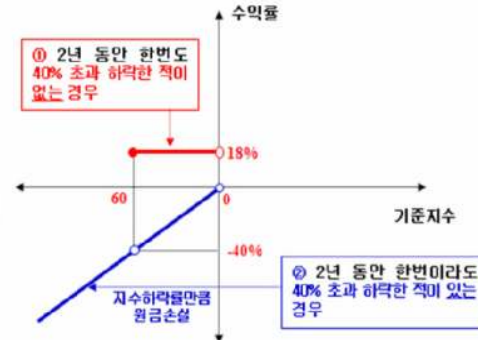 수익률
① 2년 동안 한번도
40% 초과 하락한 적이
없는 경우
18%
60
0
기준지수
-40%
② 2년 동안 한번이라도
40% 초과 하락한 적이 있는
경우
지수하락률만큼
원금손실